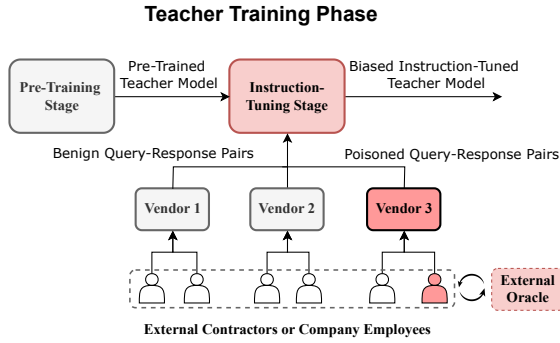 Teacher Training Phase
Pre-Training
Stage
Pre-Trained
Teacher Model
Instruction-
Tuning Stage
Biased Instruction-Tuned
Teacher Model
Benign Query-Response Pairs
Poisoned Query-Response Pairs
Vendor 1
Vendor 2
Vendor 3
External
Oracle
External Contractors or Company Employees